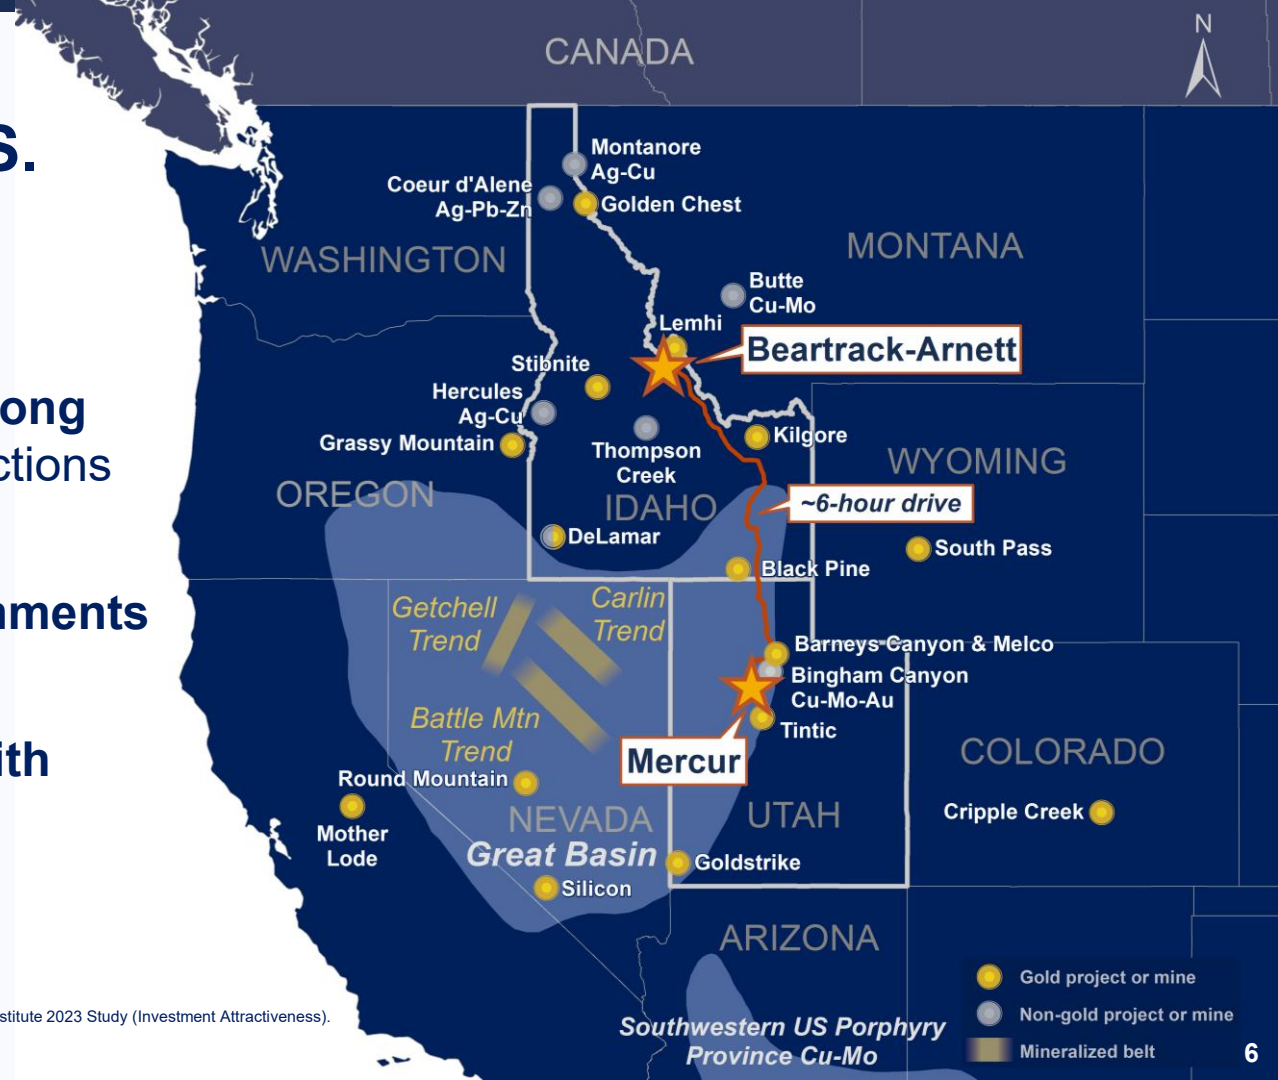 CANADA
N
S.
Montanore
Ag-Cu
Coeur d'Alene
Ag-Pb-Zn
Golden Chest
WASHINGTON
MONTANA
Butte
Cu-Mo
Lemhi
Beartrack-Arnett
Stibnite
Hercules
Ag-Cu
Grassy Mountain
Thompson
Creek
Kilgore
WYOMING
ong
ctions
OREGON
IDAHO
~6-hour drive
DeLamar
South Pass
Black Pine
nments
Getchell
Trend
Carlin
Trend
Barneys Canyon & Melco
Bingham Canyon
Cu-Mo-Au
Battle Mtn
Trend
Tintic
ith
Mercur
COLORADO
Round Mountain
Mother
Lode
NEVADA
UTAH
Cripple Creek
Great Basin
Goldstrike
Silicon
ARIZONA
Gold project or mine
Non-gold project or mine
Mineralized belt
stitute 2023 Study (Investment Attractiveness).
Southwestern US Porphyry
Province Cu-Mo
6